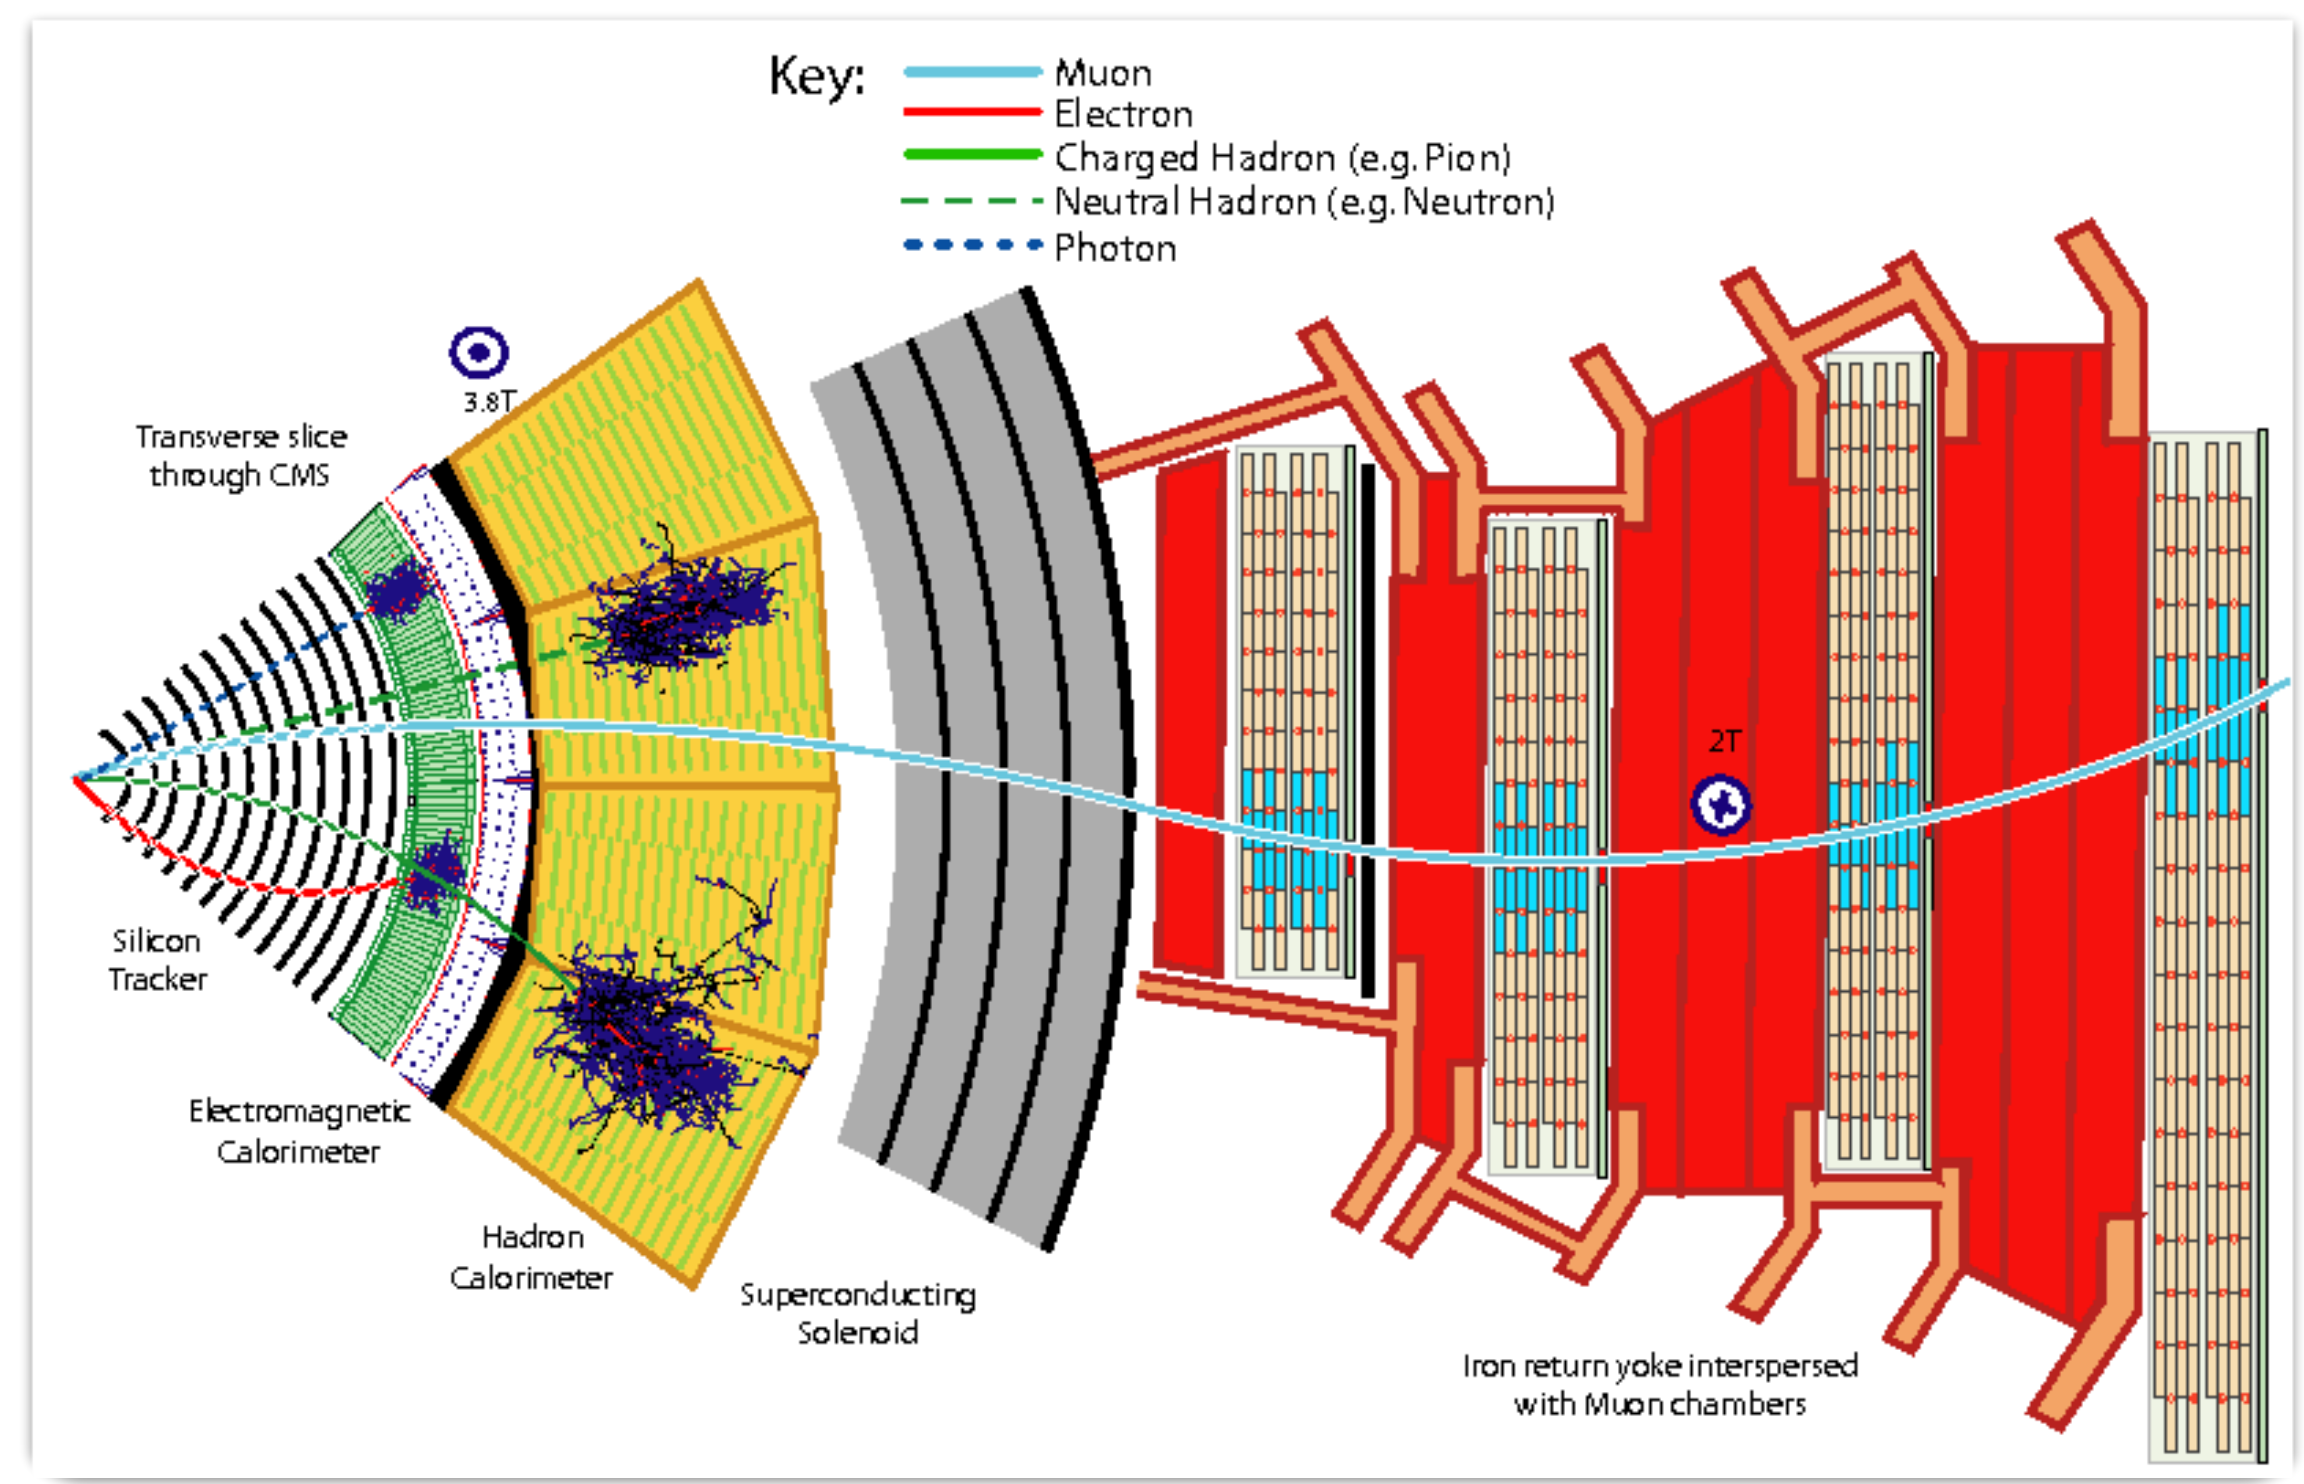 Key:
Muon
Electron
Charged Hadron (e.g. Pion)
Neutral Hadron (e.g. Neutron)
Photon
3.8T
Transverse slice
through CMS
2T
Silicon
Tracker
Electromagnetic
Calorimeter
Hadron
Calorimeter
Superconducting
Solenoid
Iron return yoke interspersed
with Muon chambers